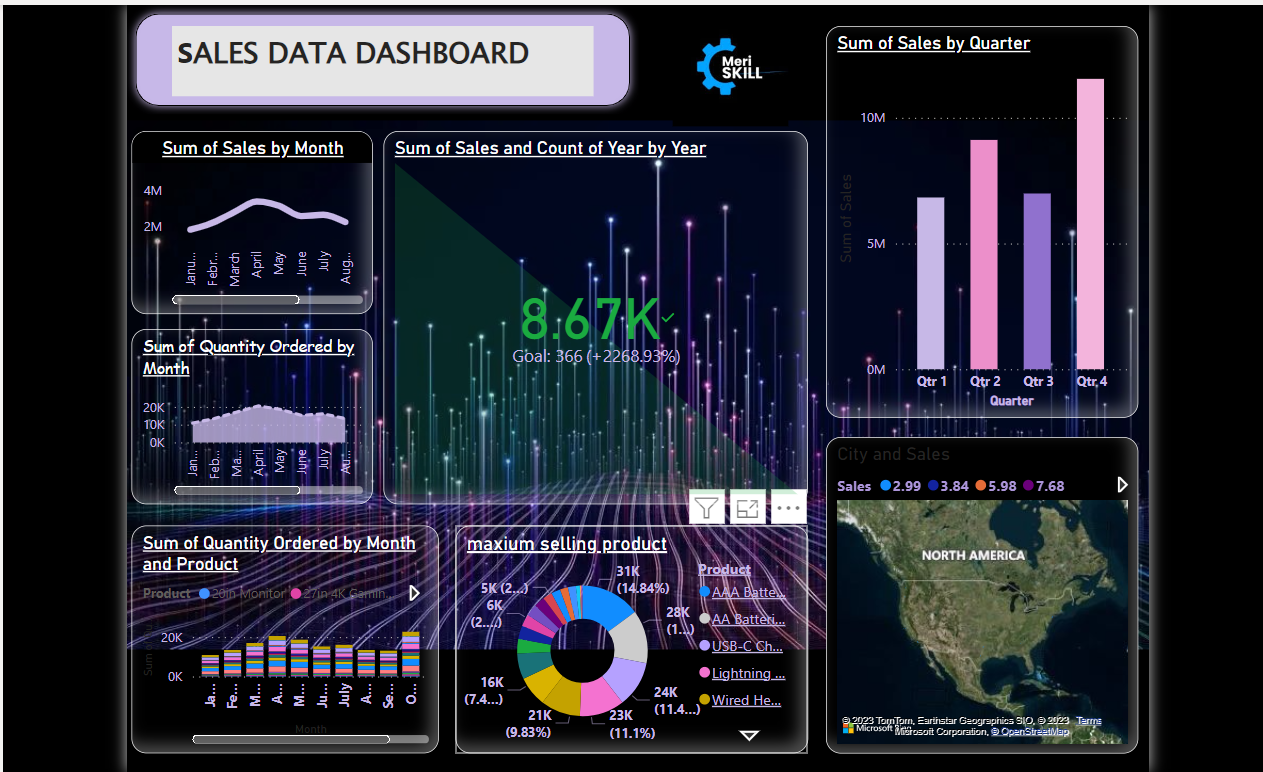 SALES DATA DASHBOARD
Meri
SKILL
Sum of Sales by Month
4M
2M
Janu...
Febr...
March
April
May
June
July
Aug...
Sum of Quantity Ordered by
Month
20K
10K
0K
Jan...
Feb...
Ma...
April
May
June
July
Au...
Sum of Sales and Count of Year by Year
8.67K
Goal: 366 (+2268.93%)
Sum of Sales by Quarter
Sum of Sales
10M
5M
0M
Qtr 1 Qtr 2 Qtr 3 Qtr 4
Quarter
Sum of Quantity Ordered by Month
and Product
Product 20in Monitor 27in 4K Gamin...
20K
0K
Ja...
Fe...
M...
A...
M...
Ju...
July
A...
Se...
O...
Month
maxium selling product
31K
(14.84%)
28K
(1...)
24K
(11.4...)
23K
(11.1%)
21K
(9.83%)
16K
(7.4...)
6K
(2....)
5K (2...)
Product
AAA Batte...
AA Batteri...
USB-C Ch...
Lightning ...
Wired He...
City and Sales
Sales 2.99 3.84 5.98 7.68
NORTH AMERICA
© 2023 TomTom, Earthstar Geographics SIO, © 2023 Terms
Microsoft Corporation, © OpenStreetMap